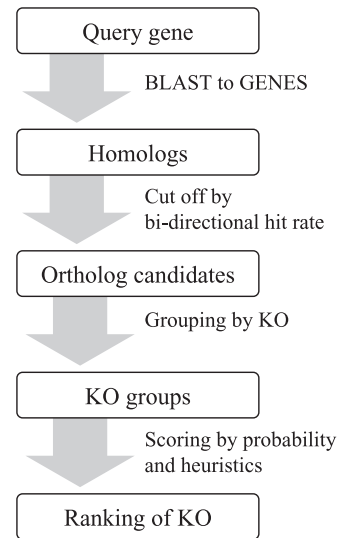 Query gene
BLAST to GENES
Homologs
Cut off by
bi-directional hit rate
Ortholog candidates
Grouping by KO
KO groups
Scoring by probability
and heuristics
Ranking of KO